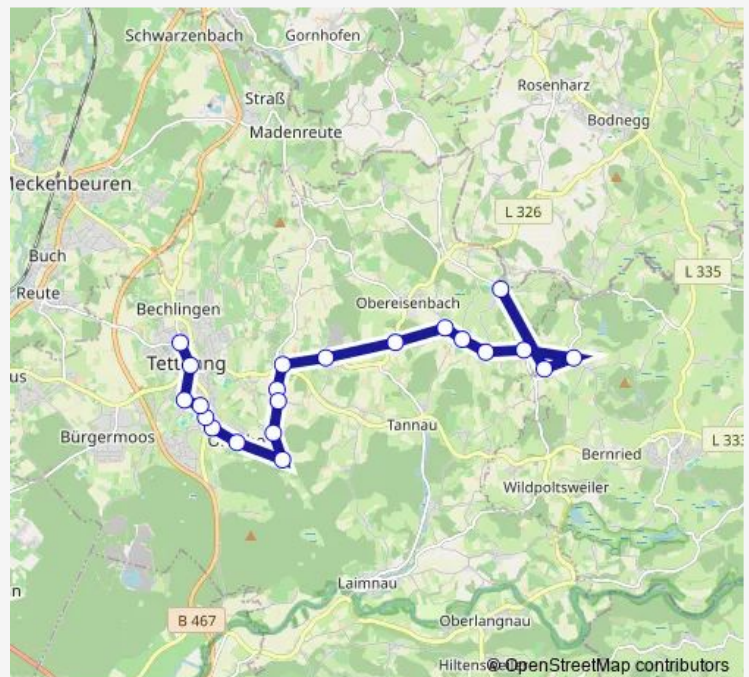 Schwarzenbach
Gornhofen
Straß
Madenreute
Rosenharz
Bodnegg
Meckenbeuren
L 326
Buch
L 335
Reute
Bechlingen
Obereisenbach
Bürgermoos
Tannau
L 333
Bernried
Wildpoltsweiler
Laimnau
B 467
Oberlangnau
© OpenStreetMap contributors